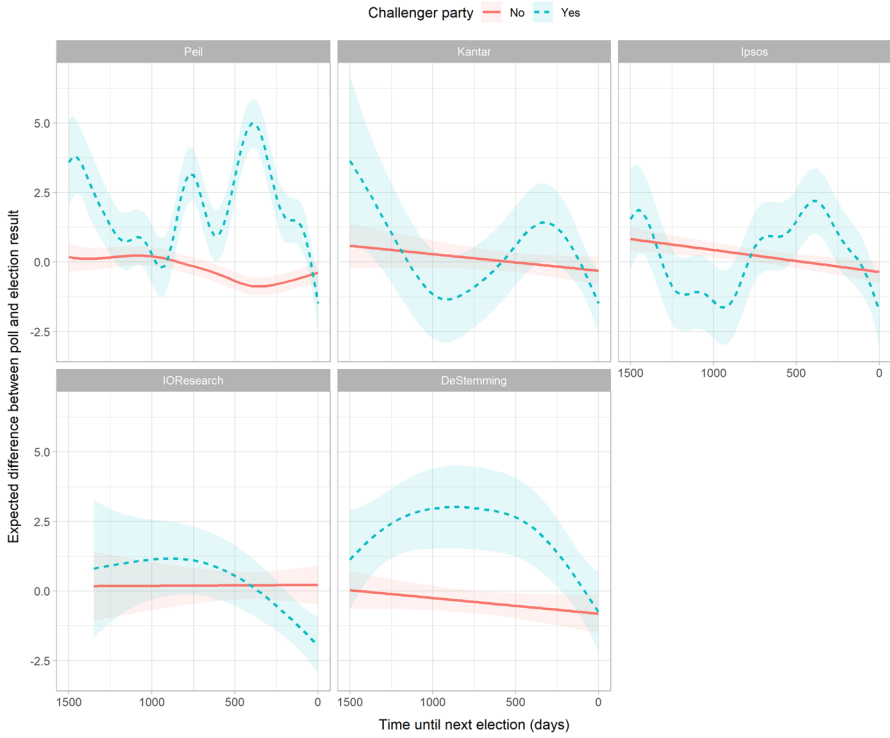 Challenger party No Yes
Peil Kantar Ipsos
5.0
2.5
0.0
-2.5
1500 1000 500 0
IOResearch DeStemming
5.0
2.5
0.0
-2.5
1500 1000 500 0 1500 1000 500 0
Time until next election (days)
Expected difference between poll and election result